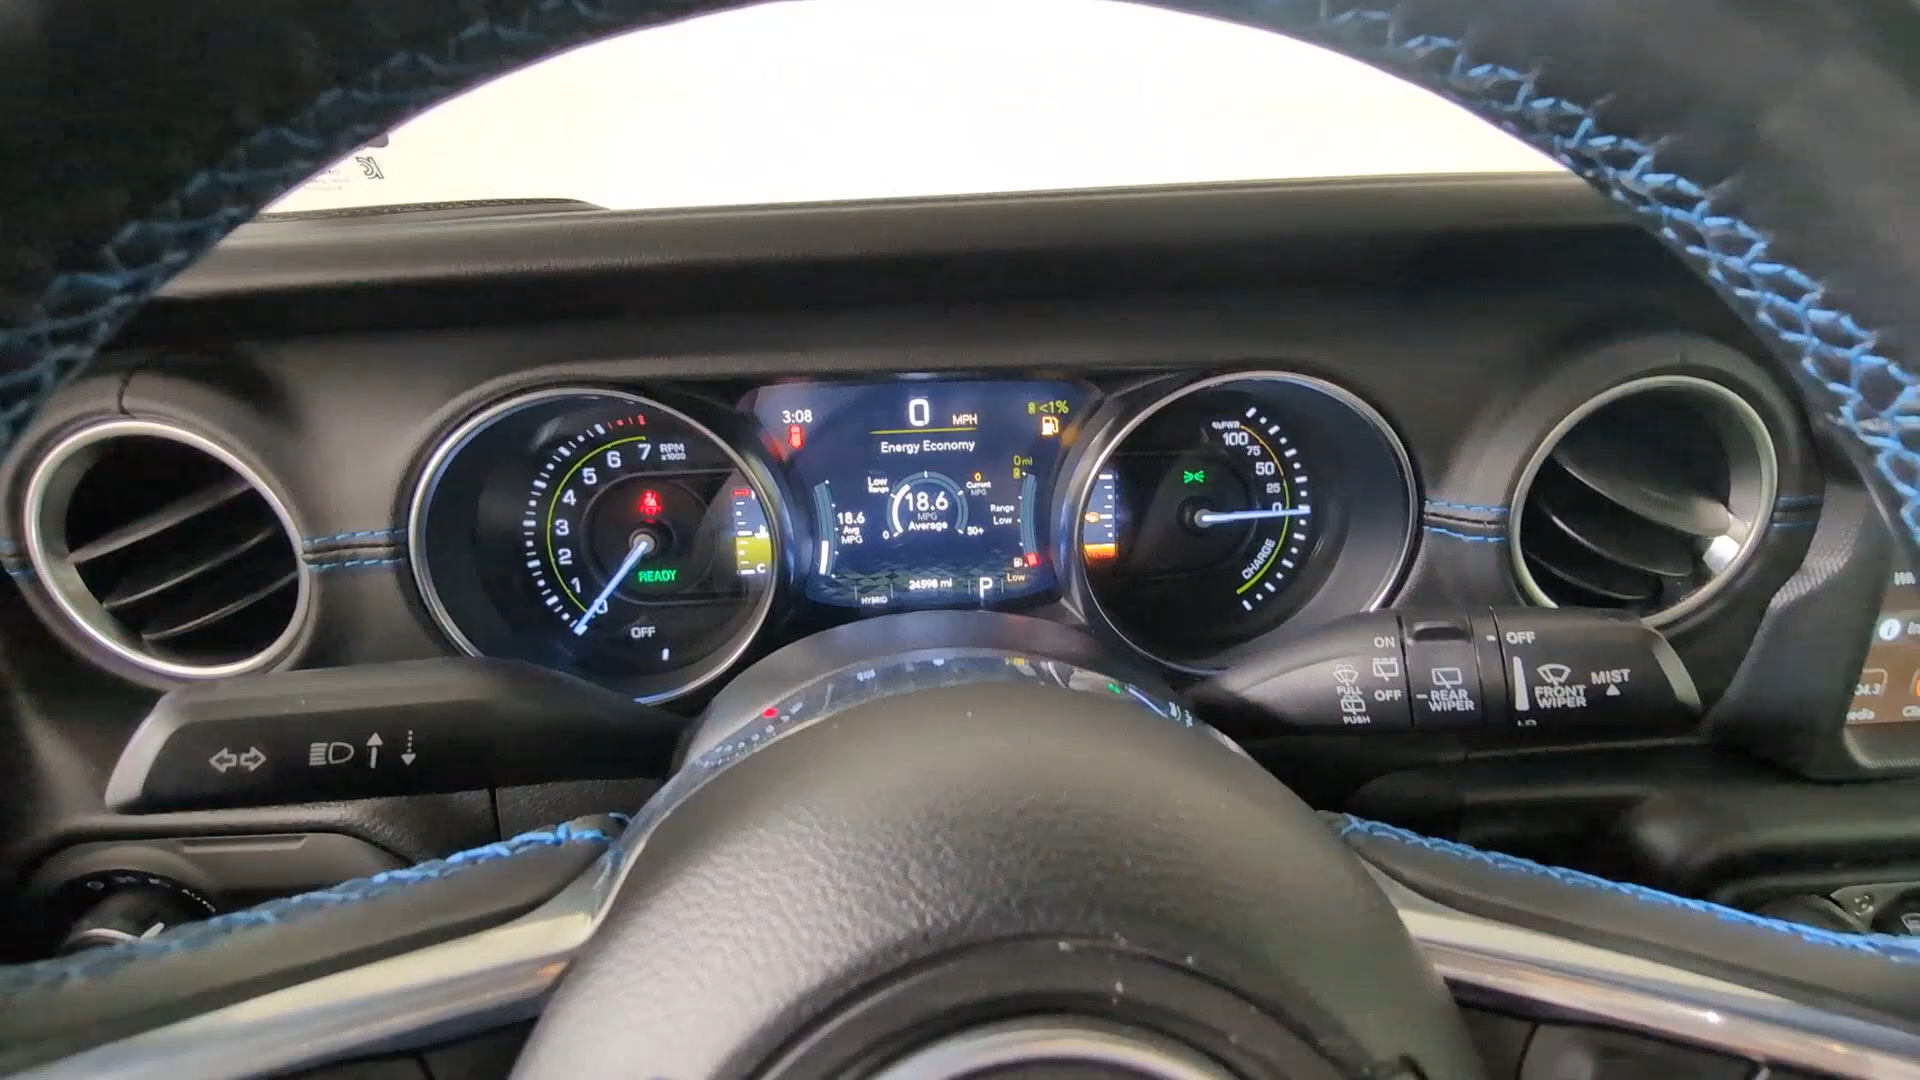 3:08
0 MPH
<1%
Energy Economy
0 mi
Low
Range
0
Current
MPG
18.6
MPG
Average
18.6
Avg
MPG
0
50+
Range
Low
Low
24598 mi
P
HYBRID
7
6
5
4
3
2
1
0
RPM
x1000
READY
OFF
C
%PWR
100
75
50
25
0
CHARGE
ON
OFF
PULL
PUSH
REAR
WIPER
OFF
FRONT
WIPER
MIST
LO